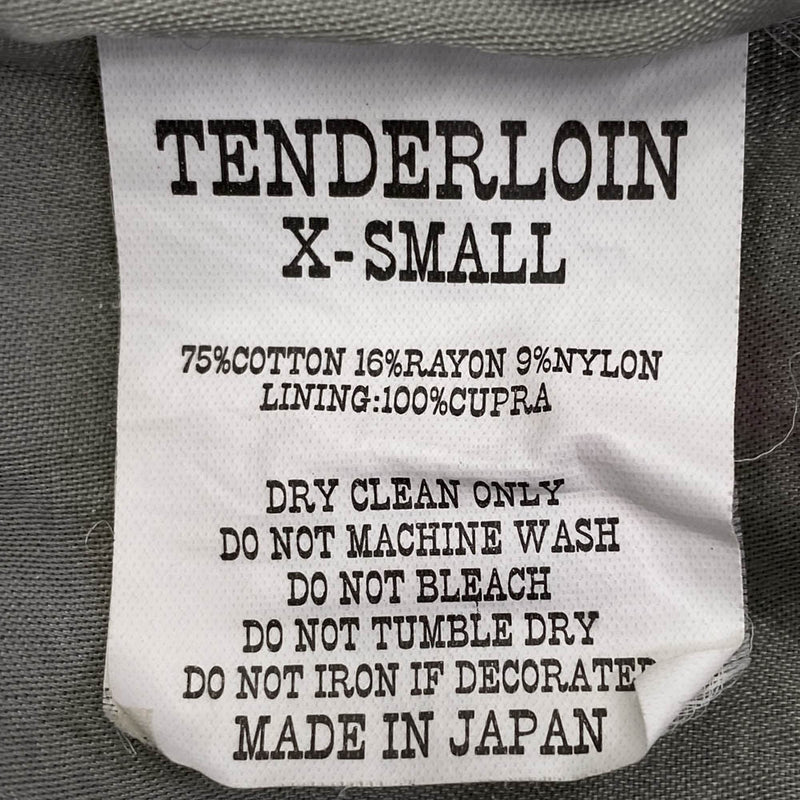 TENDERLOIN
X-SMALL
75%COTTON 16%RAYON 9%NYLON
LINING:100%CUPRA
DRY CLEAN ONLY
DO NOT MACHINE WASH
DO NOT BLEACH
DO NOT TUMBLE DRY
DO NOT IRON IF DECORATED
MADE IN JAPAN